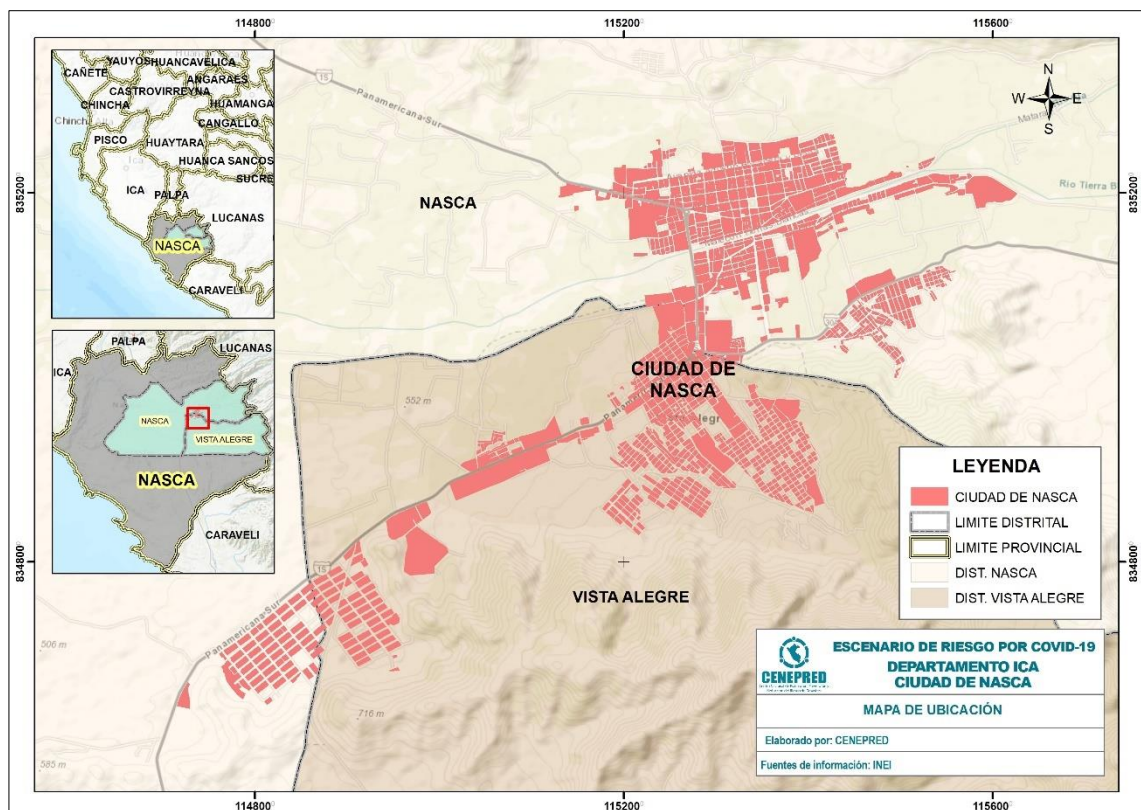 114800
115200
115600
835200
834800
835200
834800
114800
115200
115600
YAUYOS
HUANCAVELICA
CAÑETE
ANGARAES
CASTROVIRREYNA
CHINCHA
HUAMANGA
CANGALLO
PISCO
HUAYTARA
HUANCA SANCOS
ICA
PALPA
SUCRE
LUCANAS
NASCA
CARAVELI
PALPA
LUCANAS
ICA
NASCA
VISTA ALEGRE
NASCA
CARAVELI
15
Panamericana Sur
N
W
E
S
NASCA
Rio Tierra B
CIUDAD DE
NASCA
552 m
VISTA ALEGRE
15
Panamericana Sur
506 m
716 m
585 m
LEYENDA
CIUDAD DE NASCA
LIMITE DISTRITAL
LIMITE PROVINCIAL
DIST. NASCA
DIST. VISTA ALEGRE
CENEPRED
ESCENARIO DE RIESGO POR COVID-19
DEPARTAMENTO ICA
CIUDAD DE NASCA
MAPA DE UBICACIÓN
Elaborado por: CENEPRED
Fuentes de información: INEI